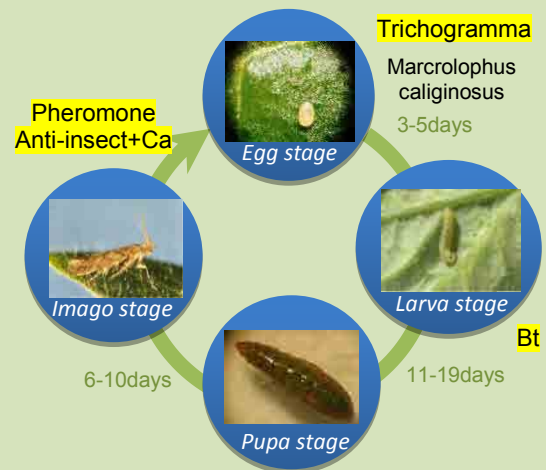 Trichogramma
Marcrolophus
caliginosus
3-5days
Pheromone
Anti-insect+Ca
Egg stage
Imago stage
Larva stage
Bt
6-10days
11-19days
Pupa stage